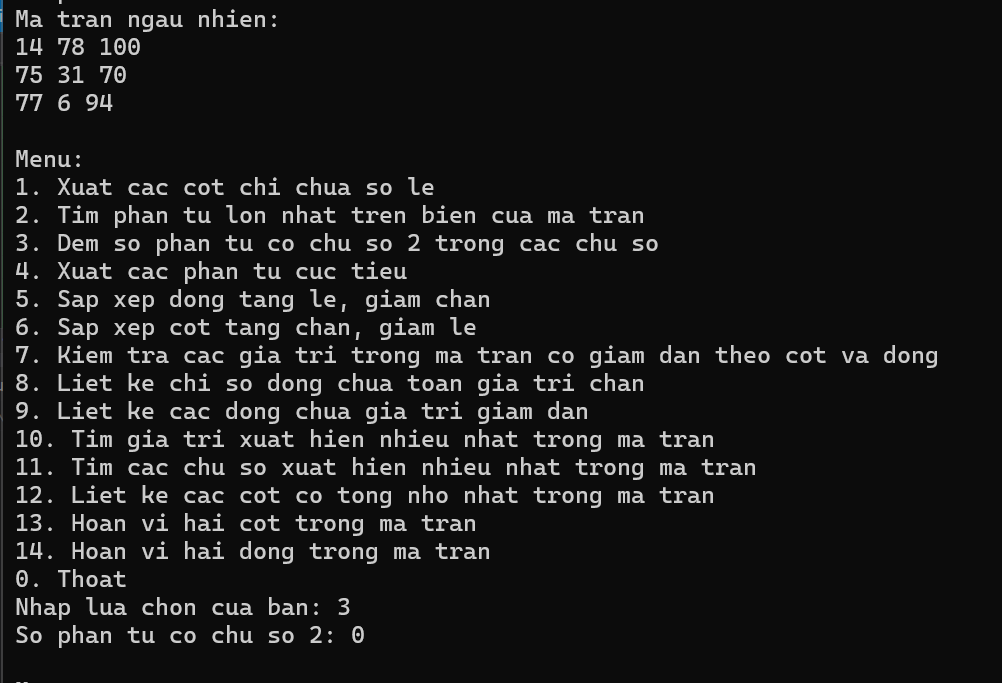 Ma tran ngau nhien:
14 78 100
75 31 70
77 6 94
Menu:
1. Xuat cac cot chi chua so le
2. Tim phan tu lon nhat tren bien cua ma tran
3. Dem so phan tu co chu so 2 trong cac chu so
4. Xuat cac phan tu cuc tieu
5. Sap xep dong tang le, giam chan
6. Sap xep cot tang chan, giam le
7. Kiem tra cac gia tri trong ma tran co giam dan theo cot va dong
8. Liet ke chi so dong chua toan gia tri chan
9. Liet ke cac dong chua gia tri giam dan
10. Tim gia tri xuat hien nhieu nhat trong ma tran
11. Tim cac chu so xuat hien nhieu nhat trong ma tran
12. Liet ke cac cot co tong nho nhat trong ma tran
13. Hoan vi hai cot trong ma tran
14. Hoan vi hai dong trong ma tran
0. Thoat
Nhap lua chon cua ban: 3
So phan tu co chu so 2: 0